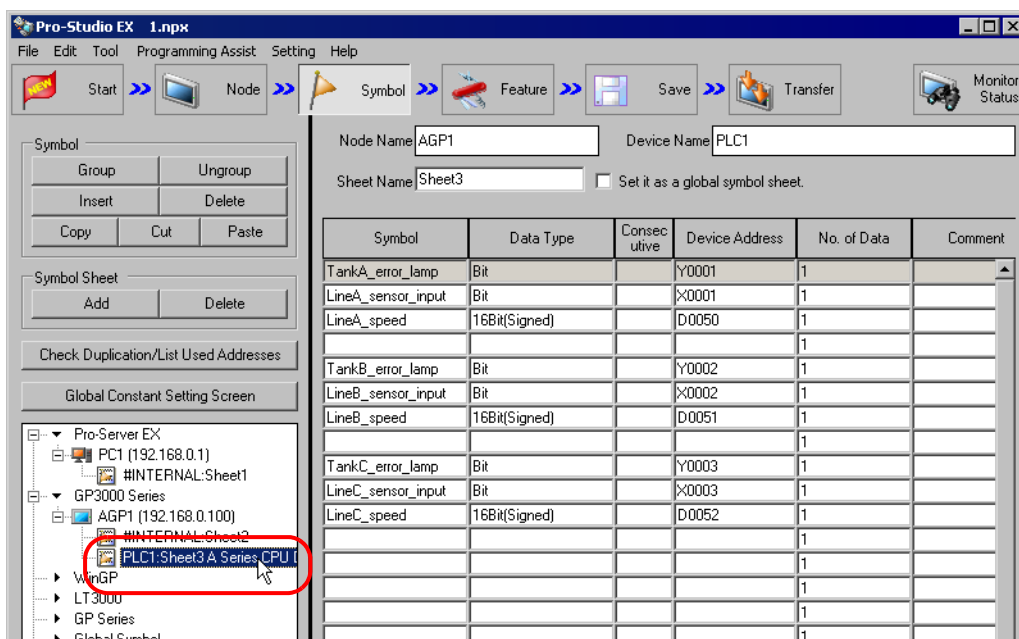 Pro-Studio EX 1.npx
File Edit Tool Programming Assist Setting Help
Start Node Symbol Feature Save Transfer Monitor Status
Symbol
Group Ungroup
Insert Delete
Copy Cut Paste
Symbol Sheet
Add Delete
Check Duplication/List Used Addresses
Global Constant Setting Screen
Pro-Server EX
PC1 (192.168.0.1)
#INTERNAL:Sheet1
GP3000 Series
AGP1 (192.168.0.100)
#INTERNAL:Sheet2
PLC1:Sheet3 A Series CPU
WinGP
LT3000
GP Series
Global Symbol
Node Name AGP1 Device Name PLC1
Sheet Name Sheet3 Set it as a global symbol sheet.
Symbol Data Type Consecutive Device Address No. of Data Comment
TankA_error_lamp Bit Y0001 1
LineA_sensor_input Bit X0001 1
LineA_speed 16Bit(Signed) D0050 1
1
TankB_error_lamp Bit Y0002 1
LineB_sensor_input Bit X0002 1
LineB_speed 16Bit(Signed) D0051 1
1
TankC_error_lamp Bit Y0003 1
LineC_sensor_input Bit X0003 1
LineC_speed 16Bit(Signed) D0052 1
1
1
1
1
1